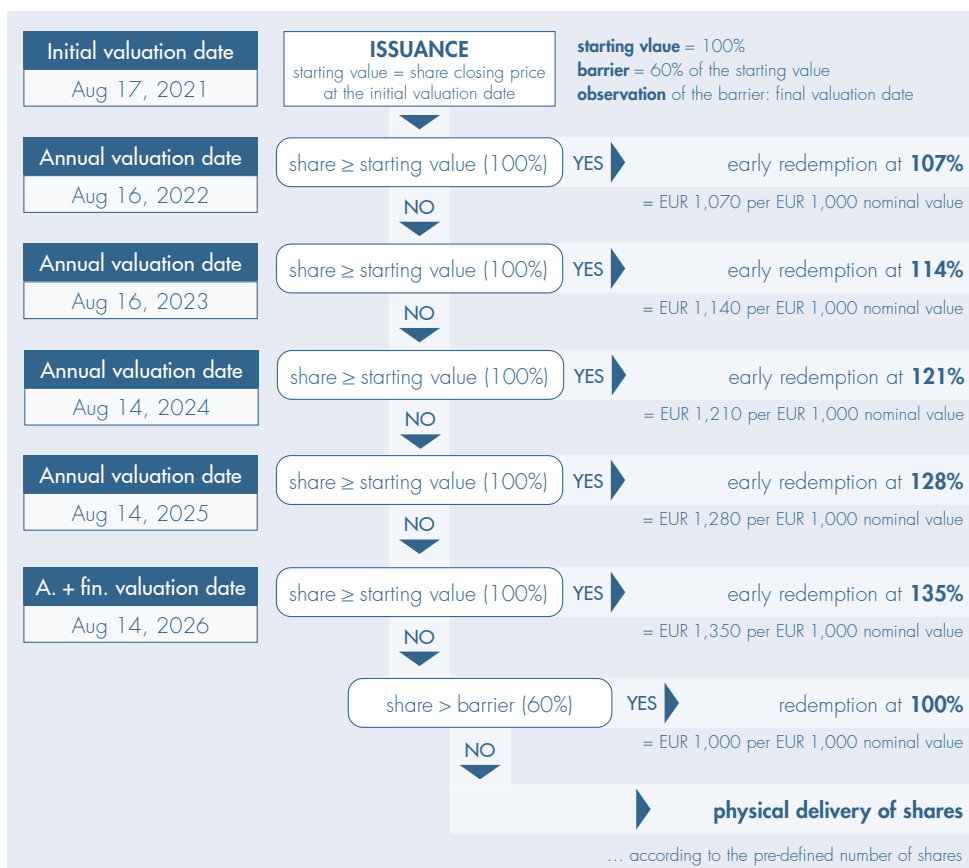 Initial valuation date
Aug 17, 2021
ISSUANCE
starting value = share closing price
at the initial valuation date
starting vlaue = 100%
barrier = 60% of the starting value
observation of the barrier: final valuation date
Annual valuation date
Aug 16, 2022
share ≥ starting value (100%)
YES
early redemption at 107%
= EUR 1,070 per EUR 1,000 nominal value
NO
Annual valuation date
Aug 16, 2023
share ≥ starting value (100%)
YES
early redemption at 114%
= EUR 1,140 per EUR 1,000 nominal value
NO
Annual valuation date
Aug 14, 2024
share ≥ starting value (100%)
YES
early redemption at 121%
= EUR 1,210 per EUR 1,000 nominal value
NO
Annual valuation date
Aug 14, 2025
share ≥ starting value (100%)
YES
early redemption at 128%
= EUR 1,280 per EUR 1,000 nominal value
NO
A. + fin. valuation date
Aug 14, 2026
share ≥ starting value (100%)
YES
early redemption at 135%
= EUR 1,350 per EUR 1,000 nominal value
NO
share > barrier (60%)
YES
redemption at 100%
= EUR 1,000 per EUR 1,000 nominal value
NO
physical delivery of shares
... according to the pre-defined number of shares